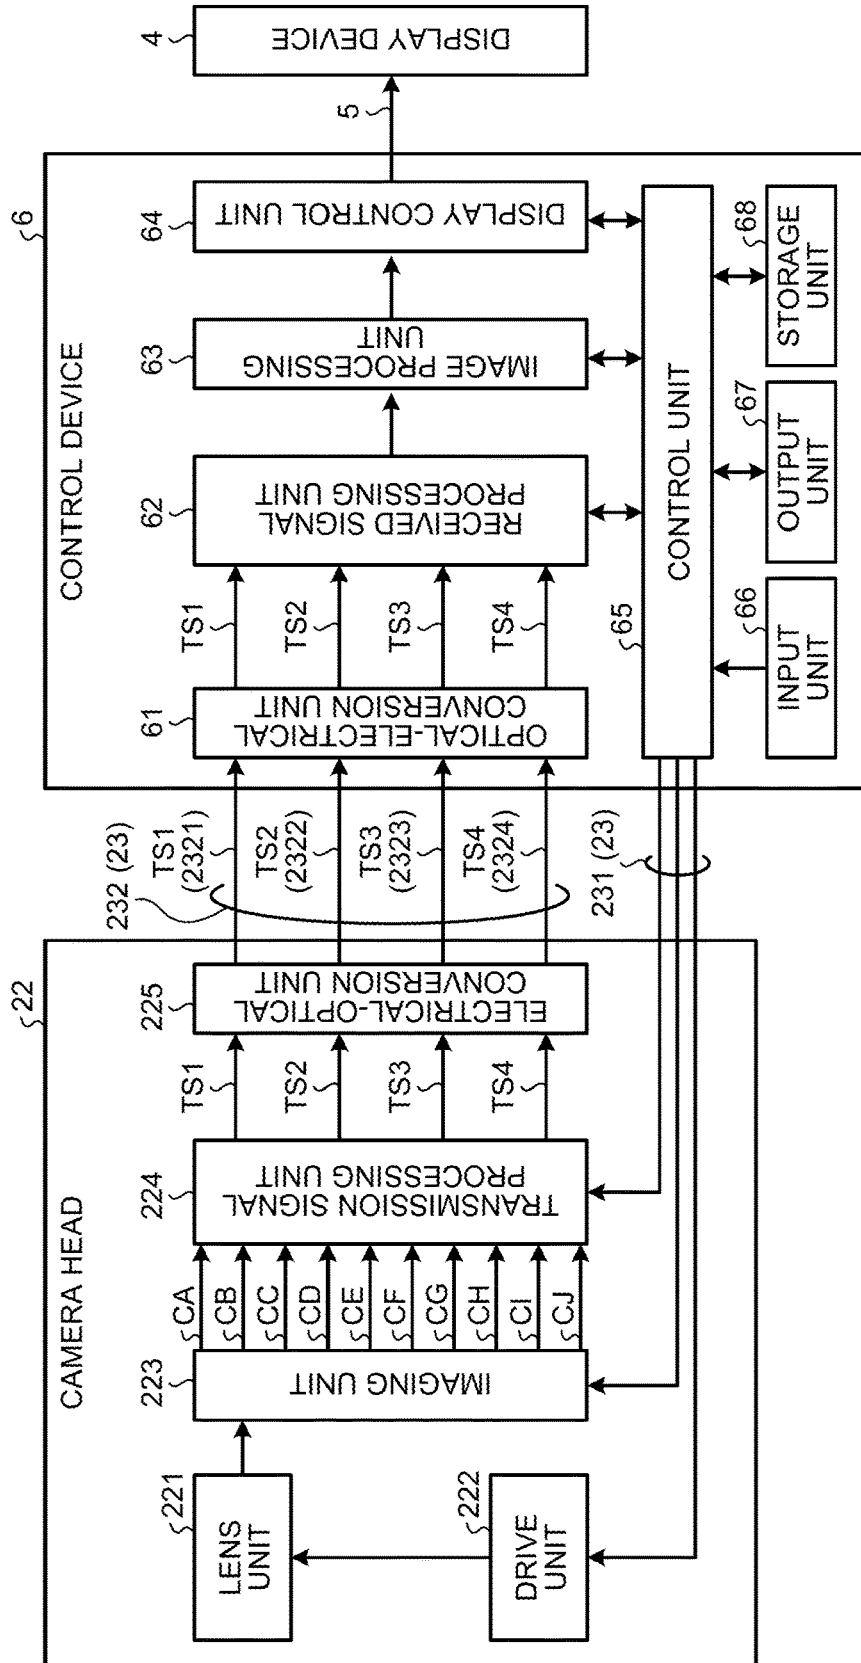 CAMERA HEAD
22
221
LENS
UNIT
222
DRIVE
UNIT
223
IMAGING UNIT
CA
CB
CC
CD
CE
CF
CG
CH
CI
CJ
224
TRANSMISSION SIGNAL
PROCESSING UNIT
TS1
TS2
TS3
TS4
225
ELECTRICAL-OPTICAL
CONVERSION UNIT
232 (23)
TS1
(2321)
TS2
(2322)
TS3
(2323)
TS4
(2324)
231 (23)
CONTROL DEVICE
6
61
OPTICAL-ELECTRICAL
CONVERSION UNIT
TS1
TS2
TS3
TS4
62
RECEIVED SIGNAL
PROCESSING UNIT
63
IMAGE PROCESSING
UNIT
64
DISPLAY CONTROL UNIT
65
CONTROL UNIT
66
INPUT
UNIT
67
OUTPUT
UNIT
68
STORAGE
UNIT
5
4
DISPLAY DEVICE